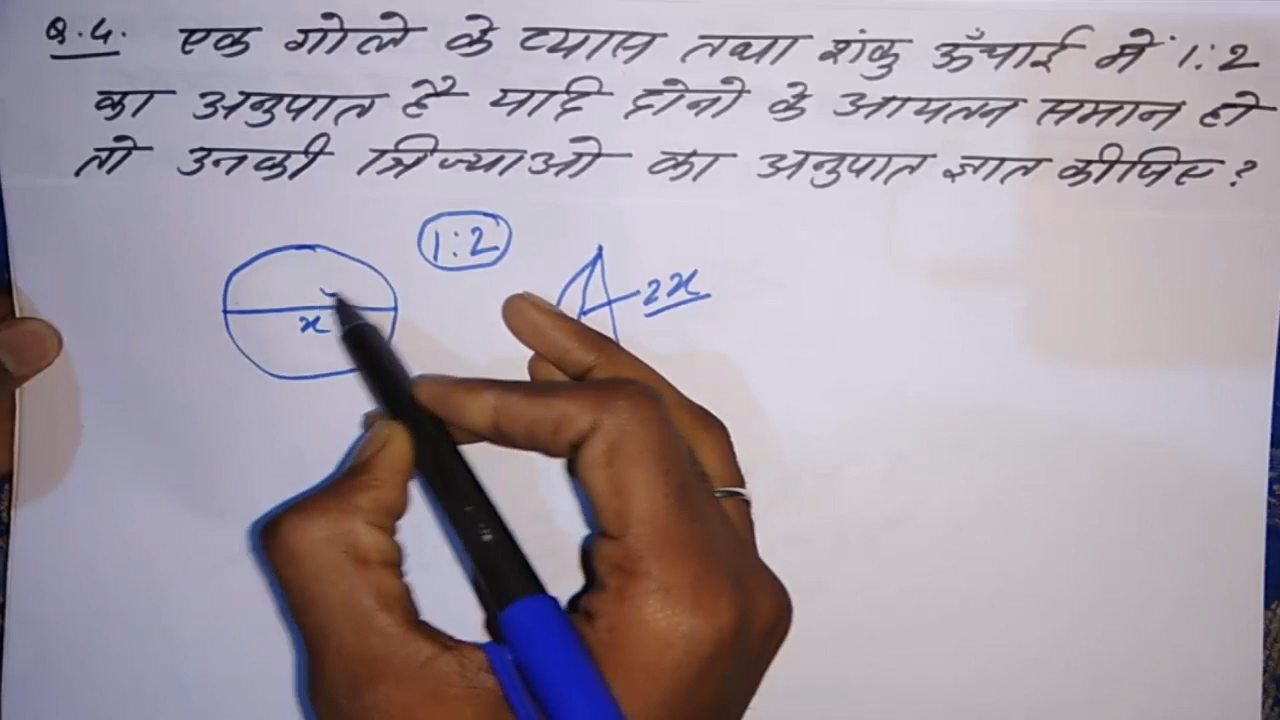 Q.4. एक गोले के व्यास तथा शंकु ऊँचाई में 1:2
का अनुपात है यदि दोनो के आयतन समान हो
तो उनकी त्रिज्याओ का अनुपात ज्ञात कीजिए?
1:2
2x
x